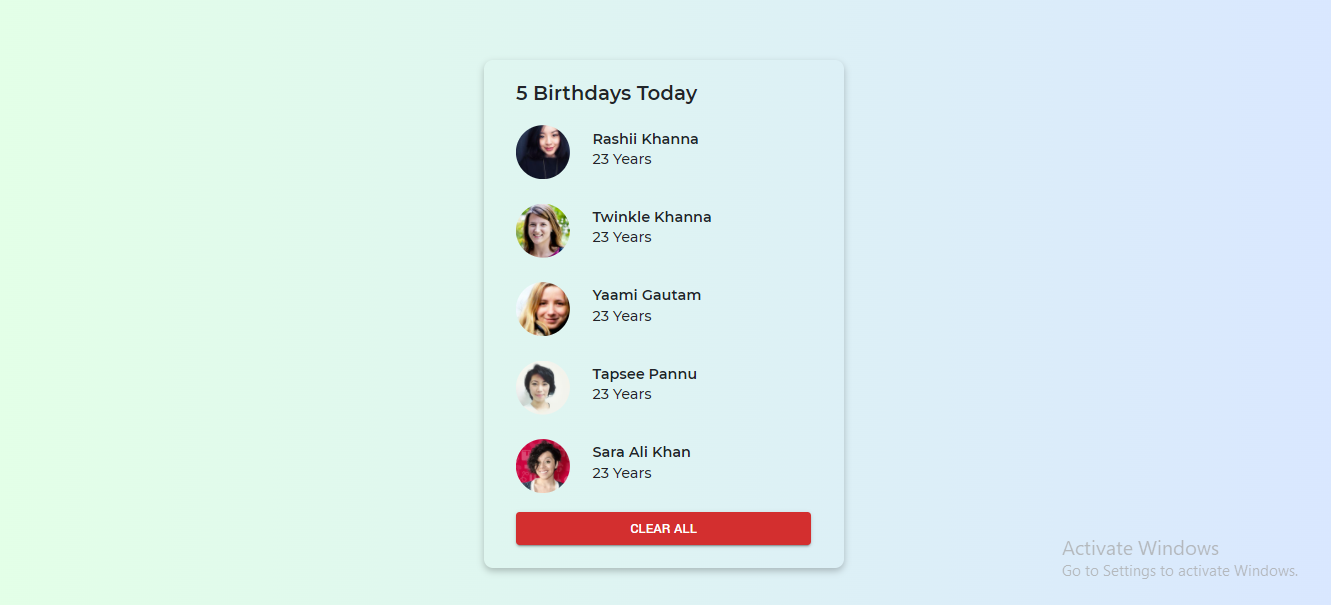 5 Birthdays Today
Rashii Khanna
23 Years
Twinkle Khanna
23 Years
Yaami Gautam
23 Years
Tapsee Pannu
23 Years
Sara Ali Khan
23 Years
CLEAR ALL
Activate Windows
Go to Settings to activate Windows.